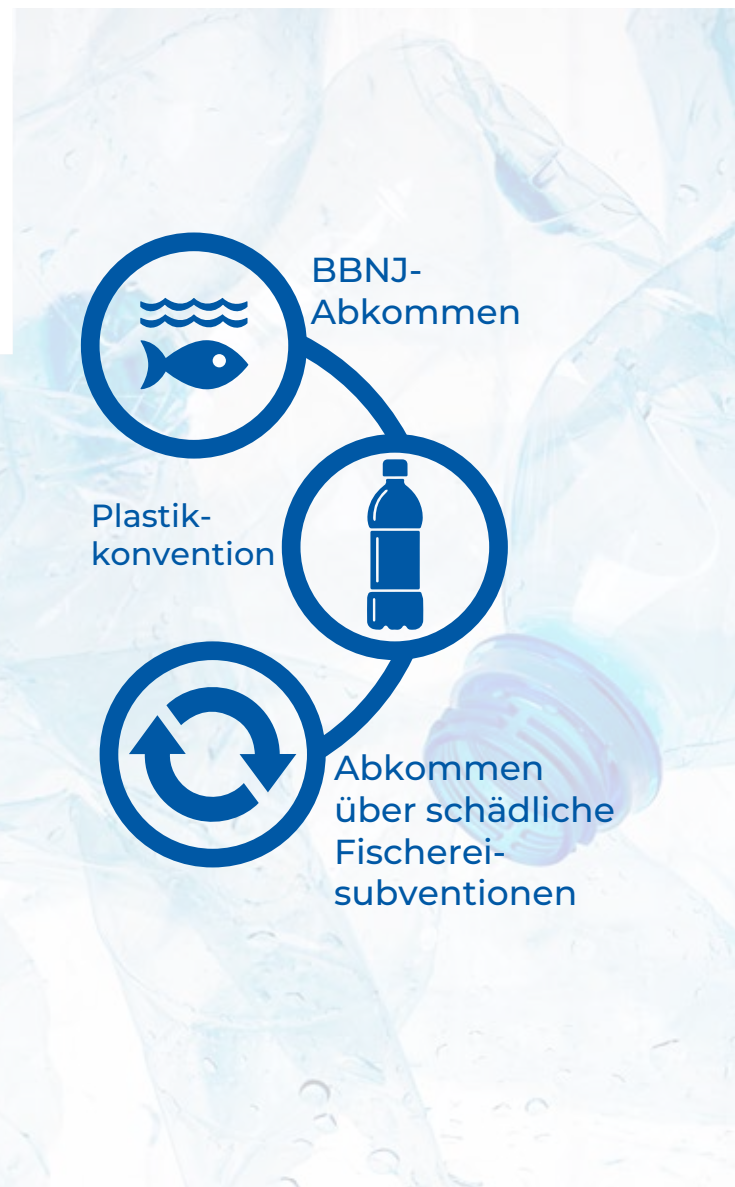 BBNJ-
Abkommen
Plastik-
konvention
Abkommen
über schädliche
Fischerei-
subventionen